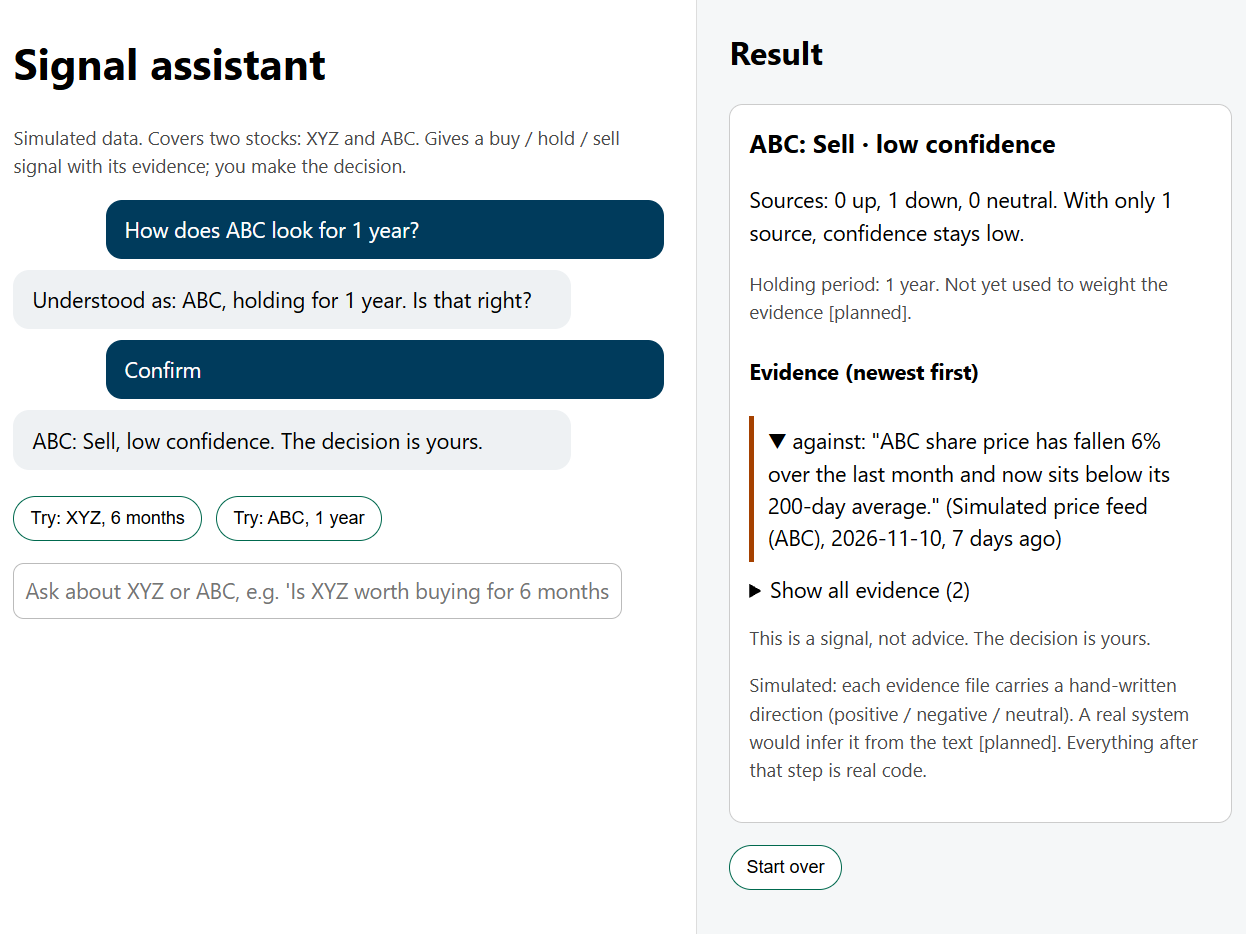 Signal assistant
Simulated data. Covers two stocks: XYZ and ABC. Gives a buy / hold / sell
signal with its evidence; you make the decision.
How does ABC look for 1 year?
Understood as: ABC, holding for 1 year. Is that right?
Confirm
ABC: Sell, low confidence. The decision is yours.
Try: XYZ, 6 months
Try: ABC, 1 year
Ask about XYZ or ABC, e.g. 'Is XYZ worth buying for 6 months
Result
ABC: Sell · low confidence
Sources: 0 up, 1 down, 0 neutral. With only 1
source, confidence stays low.
Holding period: 1 year. Not yet used to weight the
evidence [planned].
Evidence (newest first)
▼ against: "ABC share price has fallen 6%
over the last month and now sits below its
200-day average." (Simulated price feed
(ABC), 2026-11-10, 7 days ago)
▶ Show all evidence (2)
This is a signal, not advice. The decision is yours.
Simulated: each evidence file carries a hand-written
direction (positive / negative / neutral). A real system
would infer it from the text [planned]. Everything after
that step is real code.
Start over